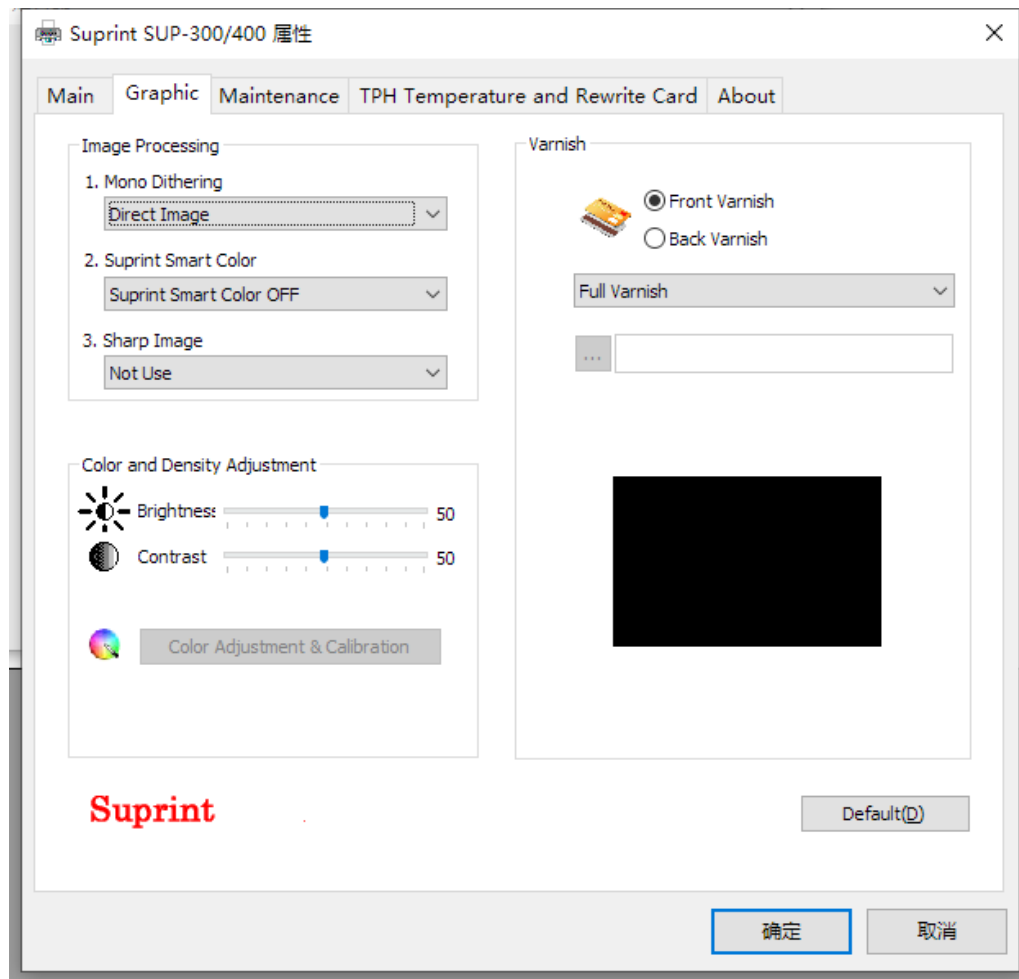 Suprint SUP-300/400 属性
Main Graphic Maintenance TPH Temperature and Rewrite Card About
Image Processing
1. Mono Dithering
Direct Image
2. Suprint Smart Color
Suprint Smart Color OFF
3. Sharp Image
Not Use
Color and Density Adjustment
Brightness 50
Contrast 50
Color Adjustment & Calibration
Varnish
Front Varnish
Back Varnish
Full Varnish
...
Suprint
Default(D)
确定 取消